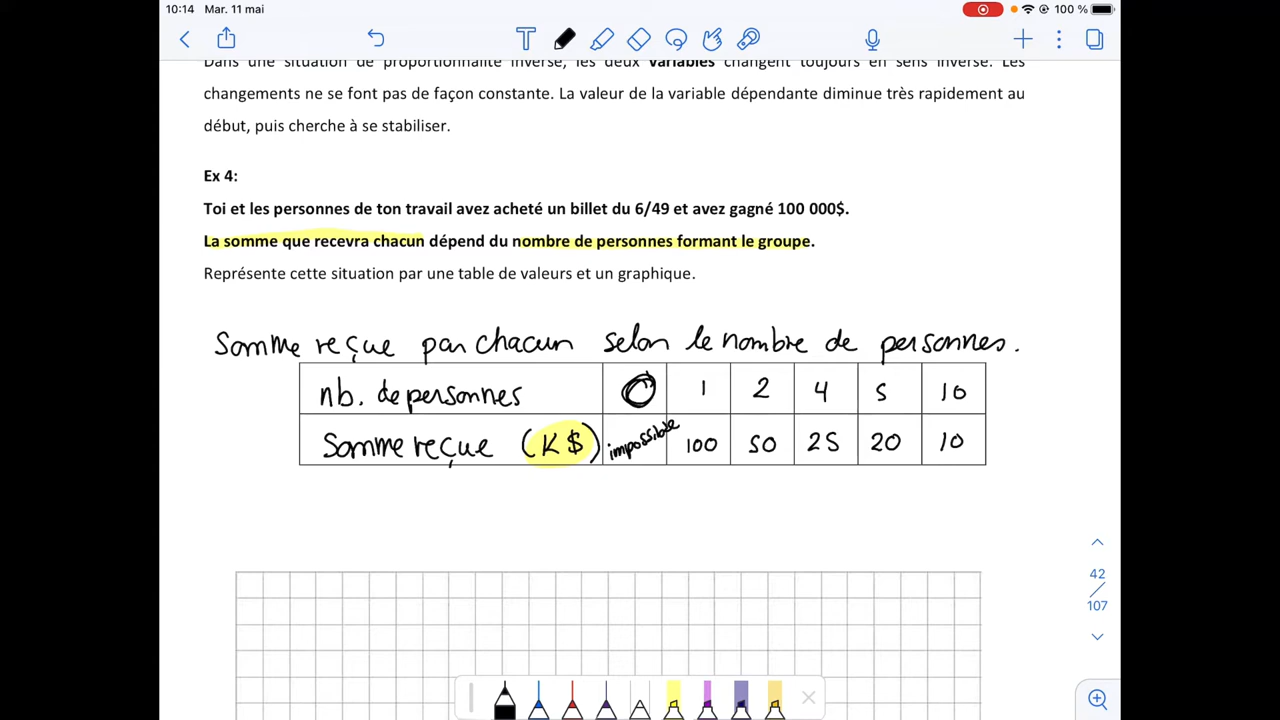 10:14 Mar. 11 mai
100 %
T
Dans une situation de proportionnalité inverse, les deux variables changent toujours en sens inverse. Les
changements ne se font pas de façon constante. La valeur de la variable dépendante diminue très rapidement au
début, puis cherche à se stabiliser.
Ex 4:
Toi et les personnes de ton travail avez acheté un billet du 6/49 et avez gagné 100 000$.
La somme que recevra chacun dépend du nombre de personnes formant le groupe.
Représente cette situation par une table de valeurs et un graphique.
Somme reçue par chacun selon le nombre de personnes.
nb. de personnes 0 1 2 4 5 10
Somme reçue (K$) impossible 100 50 25 20 10
42
/
107